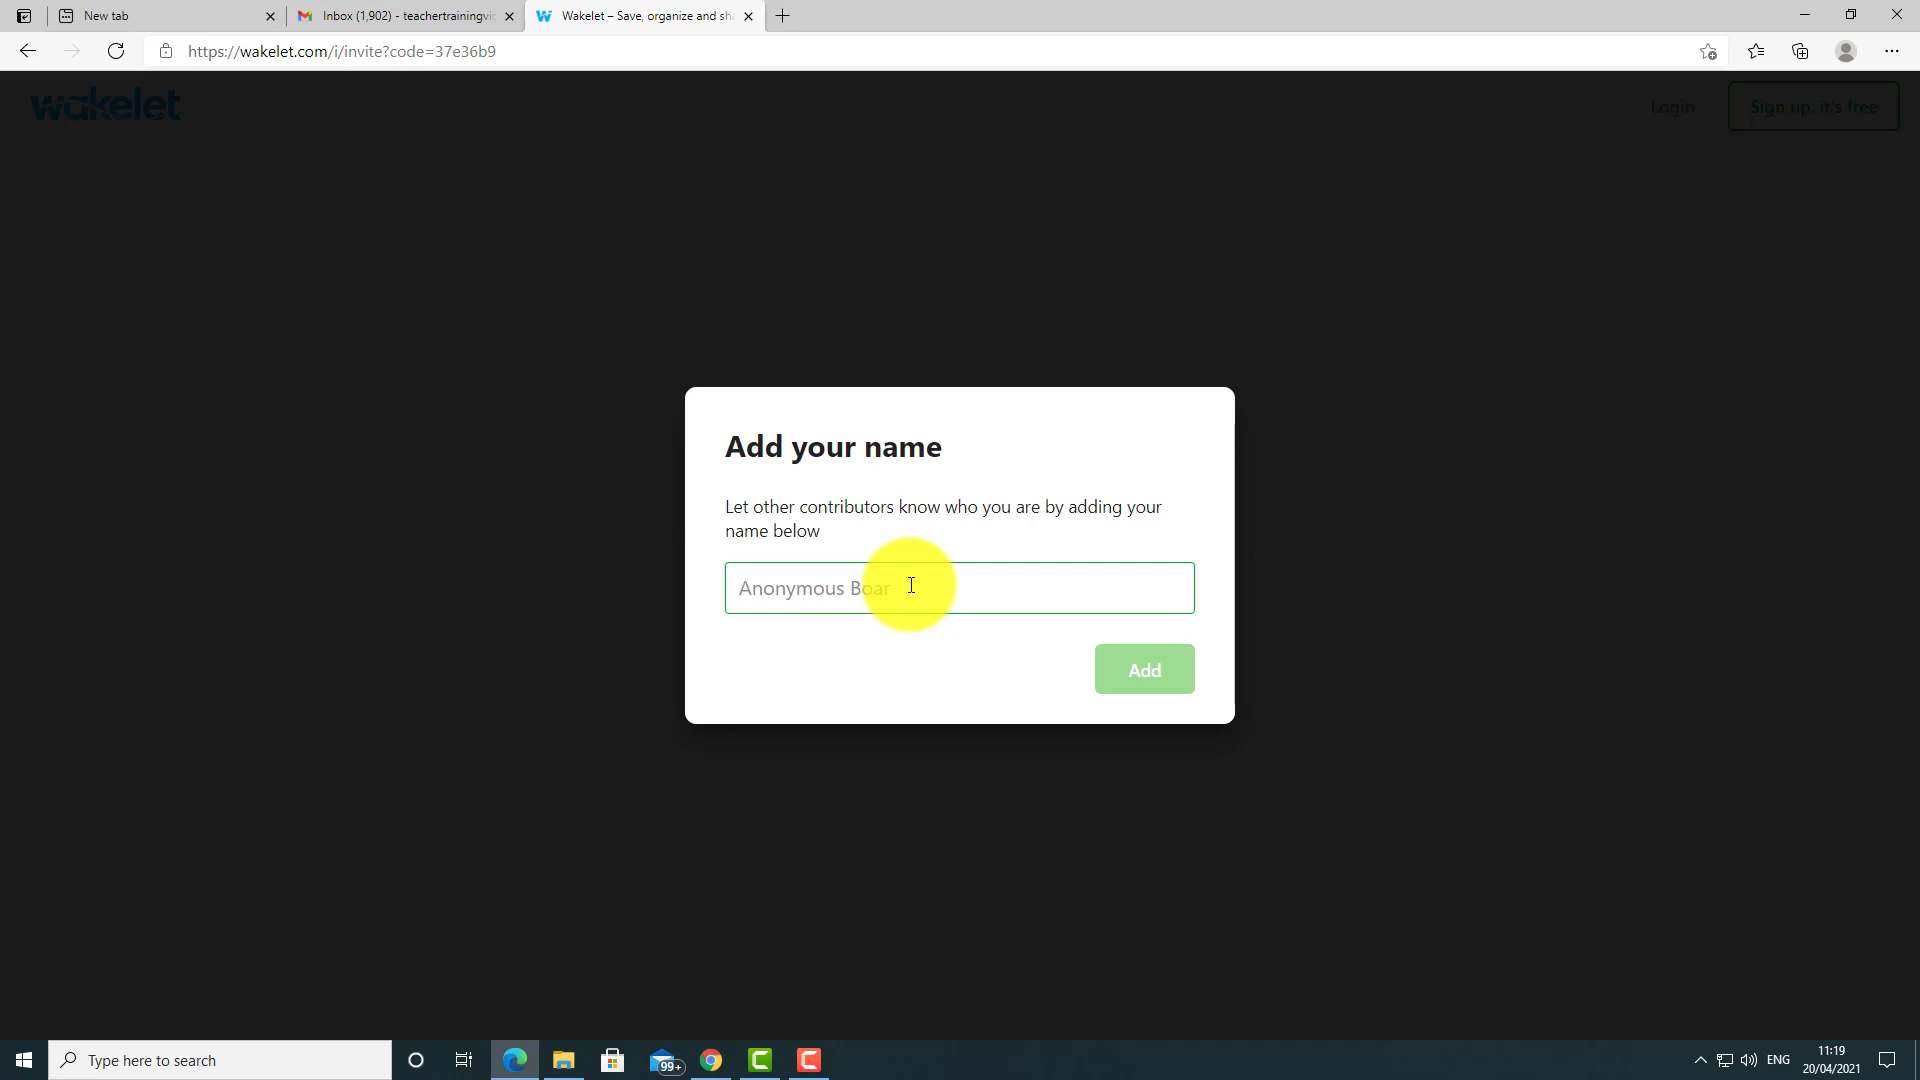 New tab
Inbox (1,902) - teachertrainingvi
Wakelet – Save, organize and sh
https://wakelet.com/i/invite?code=37e36b9
wakelet
Login
Sign up, it's free
Add your name
Let other contributors know who you are by adding your
name below
Anonymous Boar
Add
Type here to search
99+
ENG
11:19
20/04/2021